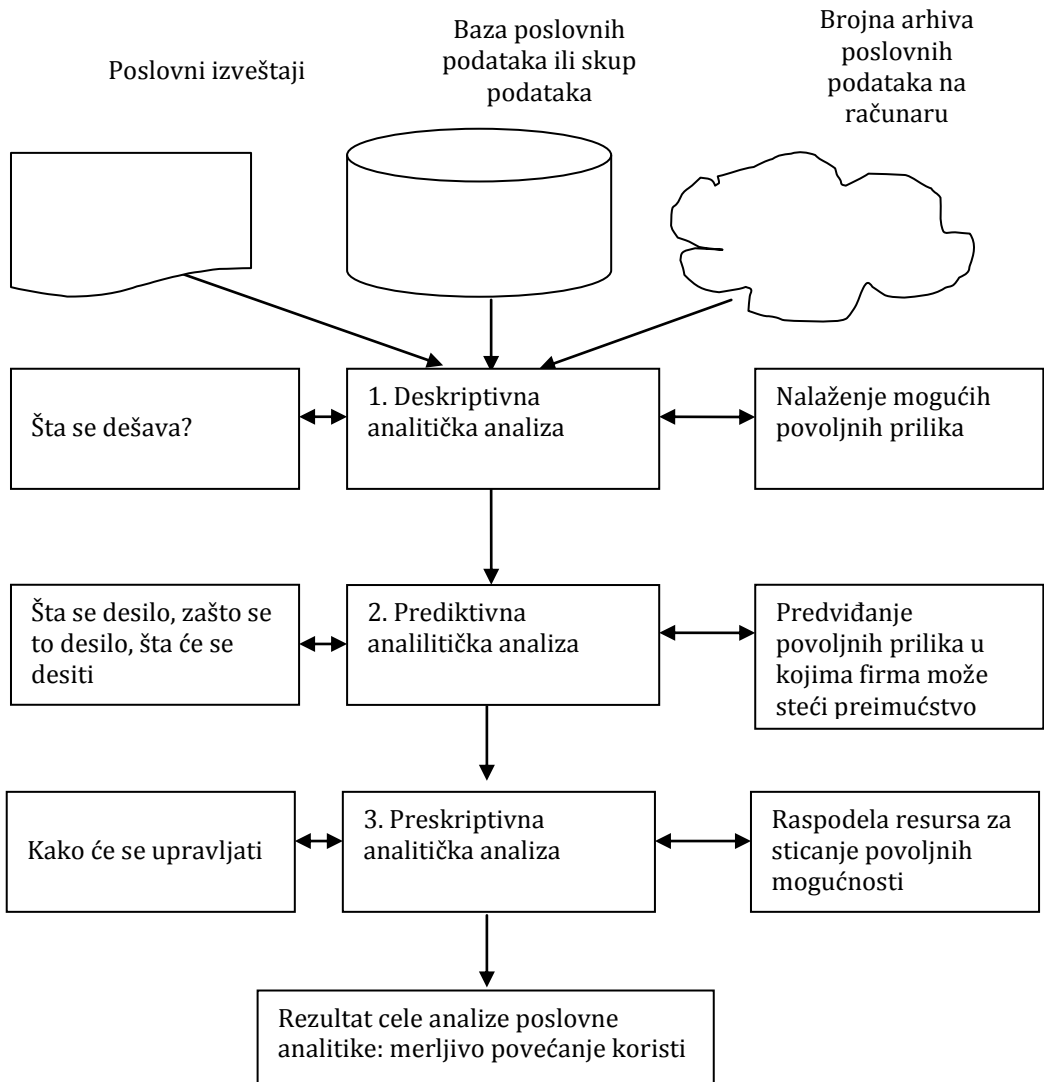 Poslovni izveštaji
Baza poslovnih
podataka ili skup
podataka
Brojna arhiva
poslovnih
podataka na
računaru
Šta se dešava?
1. Deskriptivna
analitička analiza
Nalaženje mogućih
povoljnih prilika
Šta se desilo, zašto se
to desilo, šta će se
desiti
2. Prediktivna
analilitička analiza
Predviđanje
povoljnih prilika u
kojima firma može
steći preimućstvo
Kako će se upravljati
3. Preskriptivna
analitička analiza
Raspodela resursa za
sticanje povoljnih
mogućnosti
Rezultat cele analize poslovne
analitike: merljivo povećanje koristi